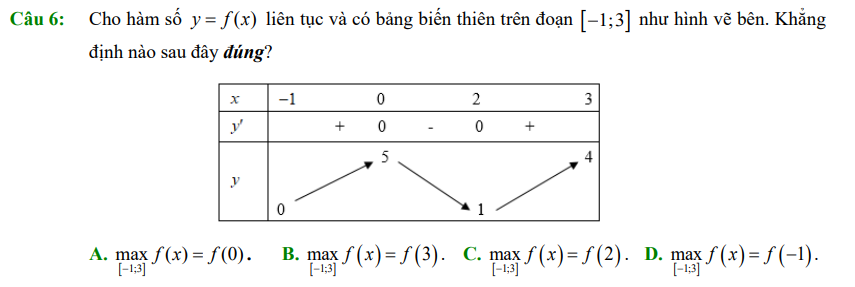 Câu 6: Cho hàm số y = f(x) liên tục và có bảng biến thiên trên đoạn [−1;3] như hình vẽ bên. Khẳng
định nào sau đây đúng?
x −1 0 2 3
y' + 0 - 0 +
5 4
y
0 1
A. max f(x) = f(0). B. max f(x) = f(3). C. max f(x) = f(2). D. max f(x) = f(−1).
[−1;3] [−1;3] [−1;3] [−1;3]